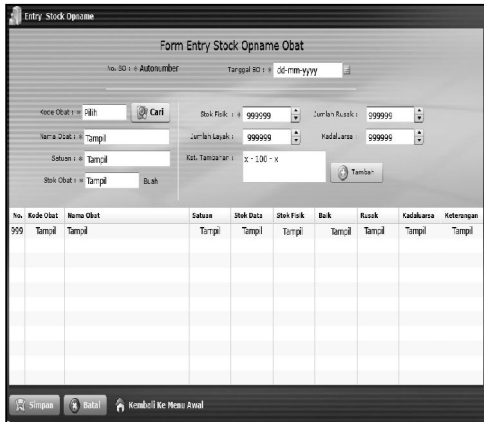 Entry Stock Opname
Form Entry Stock Opname Obat
No. SO : * Autonumber
Tanggal SO : * dd-mm-yyyy
Kode Obat : * Pilih Cari
Nama Obat : * Tampil
Satuan : * Tampil
Stok Obat : * Tampil Buah
Stok Fisik : * 999999
Jumlah Rusak : 999999
Jumlah Layak : 999999
Kadaluarsa : 999999
Ket. Tambahan : x - 100 - x
Tambah
No. Kode Obat Nama Obat Satuan Stok Data Stok Fisik Baik Rusak Kadaluarsa Keterangan
999 Tampil Tampil Tampil Tampil Tampil Tampil Tampil Tampil Tampil
Simpan Batal Kembali Ke Menu Awal